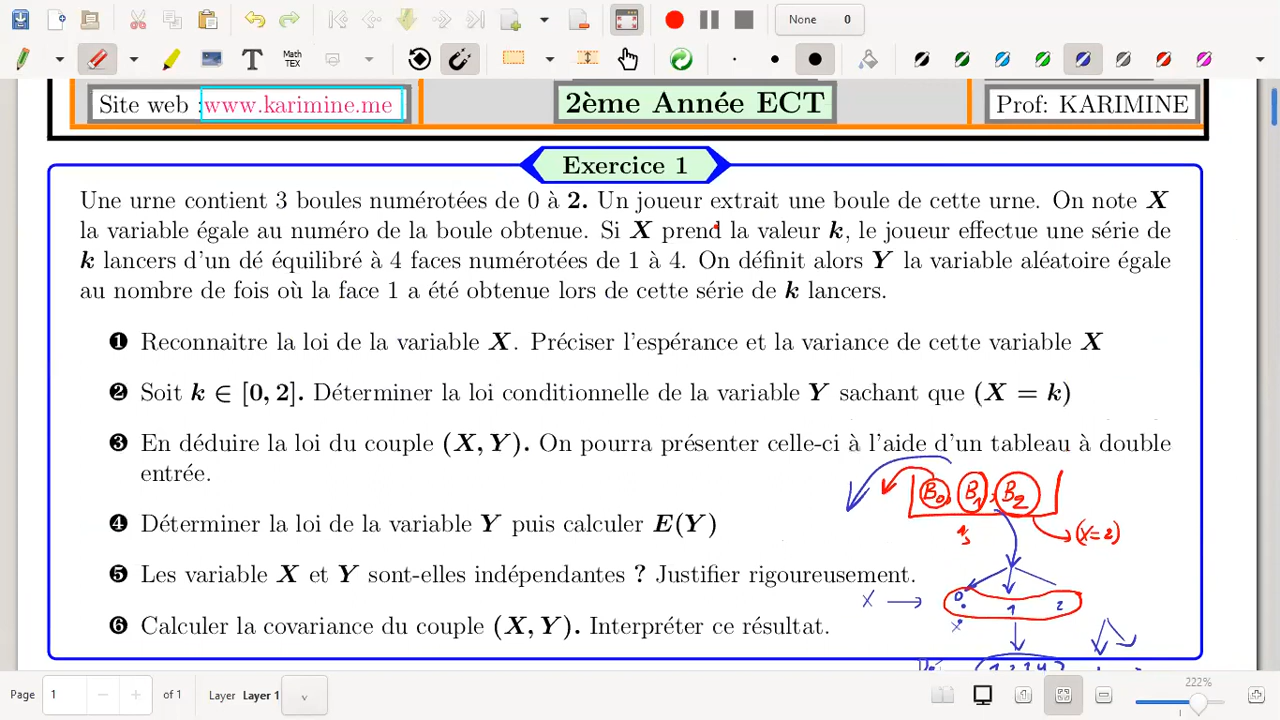 None 0
Math TEX
Site web : www.karimine.me
2ème Année ECT
Prof: KARIMINE
Exercice 1
Une urne contient 3 boules numérotées de 0 à 2. Un joueur extrait une boule de cette urne. On note X
la variable égale au numéro de la boule obtenue. Si X prend la valeur k, le joueur effectue une série de
k lancers d'un dé équilibré à 4 faces numérotées de 1 à 4. On définit alors Y la variable aléatoire égale
au nombre de fois où la face 1 a été obtenue lors de cette série de k lancers.
❶ Reconnaitre la loi de la variable X. Préciser l'espérance et la variance de cette variable X
❷ Soit k ∈ [0, 2]. Déterminer la loi conditionnelle de la variable Y sachant que (X = k)
❸ En déduire la loi du couple (X, Y). On pourra présenter celle-ci à l'aide d'un tableau à double
entrée.
B0, B1, B2
❹ Déterminer la loi de la variable Y puis calculer E(Y)
(X=2)
❺ Les variable X et Y sont-elles indépendantes ? Justifier rigoureusement.
X → 0 1 2
❻ Calculer la covariance du couple (X, Y). Interpréter ce résultat.
Page 1 of 1 Layer Layer 1
222%